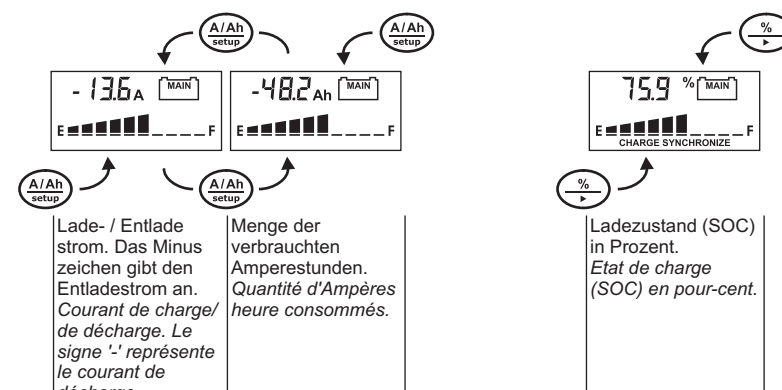 A/Ah
setup
A/Ah
setup
%
- 13.6 A MAIN
E F
-48.2 Ah MAIN
E F
75.9 % MAIN
E F
CHARGE SYNCHRONIZE
A/Ah
setup
A/Ah
setup
%
Lade- / Entlade
strom. Das Minus
zeichen gibt den
Entladestrom an.
Courant de charge/
de décharge. Le
signe '-' représente
le courant de
Menge der
verbrauchten
Amperestunden.
Quantité d'Ampères
heure consommés.
Ladezustand (SOC)
in Prozent.
Etat de charge
(SOC) en pour-cent.